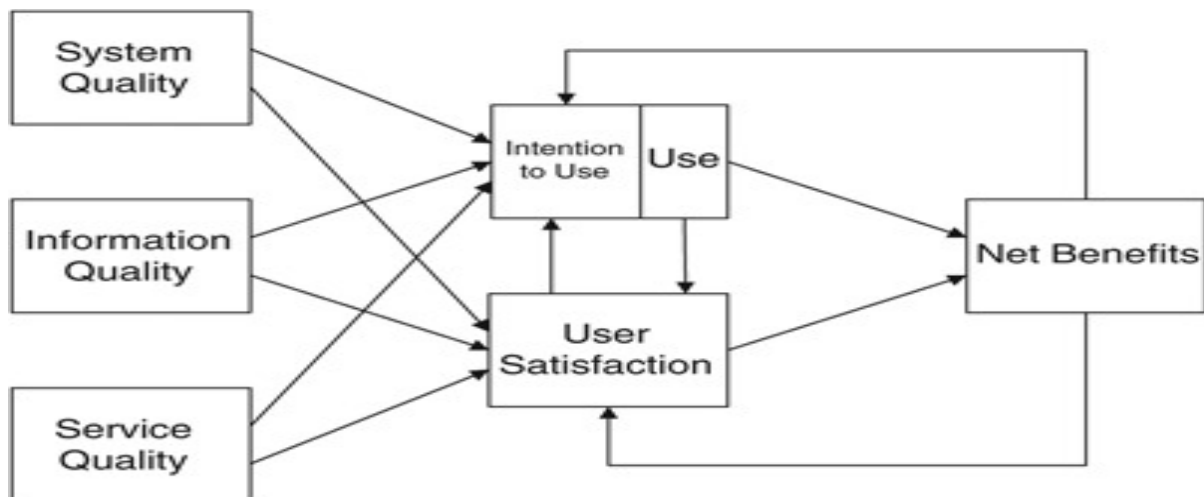 System
Quality
Intention
to Use
Use
Information
Quality
Net Benefits
User
Satisfaction
Service
Quality